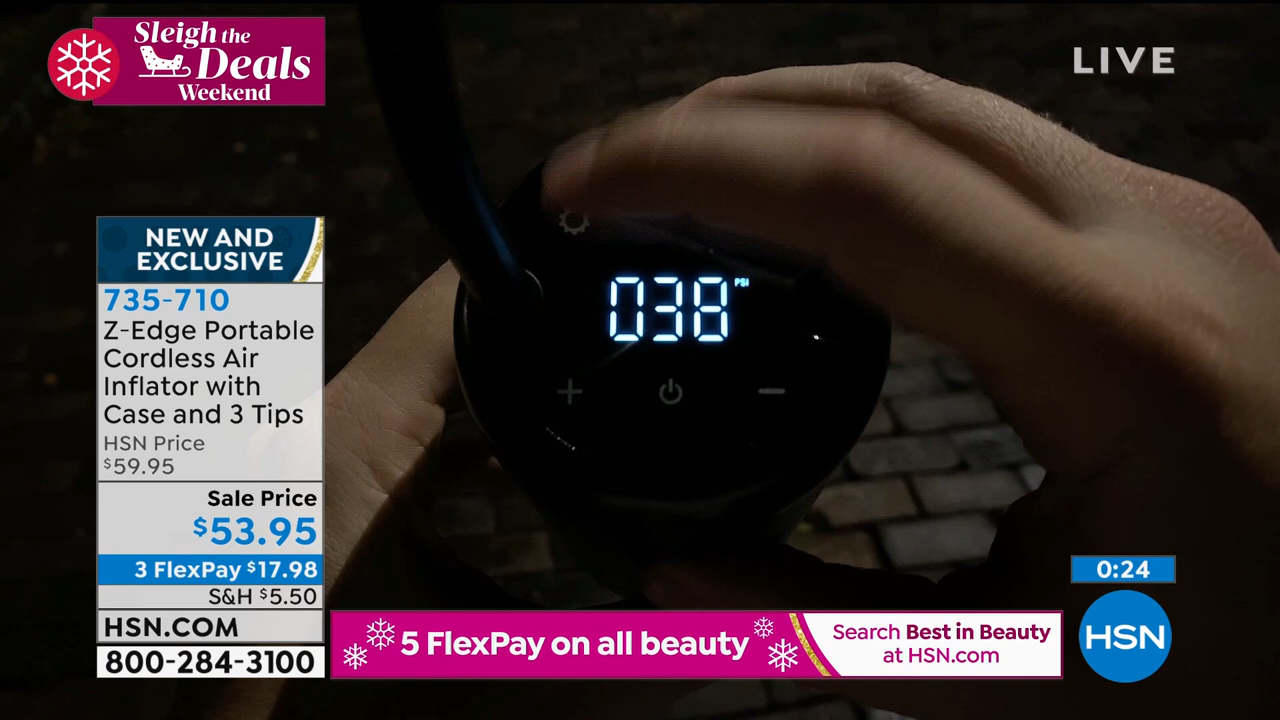 Sleigh the
Deals
Weekend
LIVE
NEW AND
EXCLUSIVE
735-710
Z-Edge Portable
Cordless Air
Inflator with
Case and 3 Tips
HSN Price
$59.95
Sale Price
$53.95
3 FlexPay $17.98
S&H $5.50
HSN.COM
800-284-3100
038 PSI
5 FlexPay on all beauty
Search Best in Beauty
at HSN.com
0:24
HSN